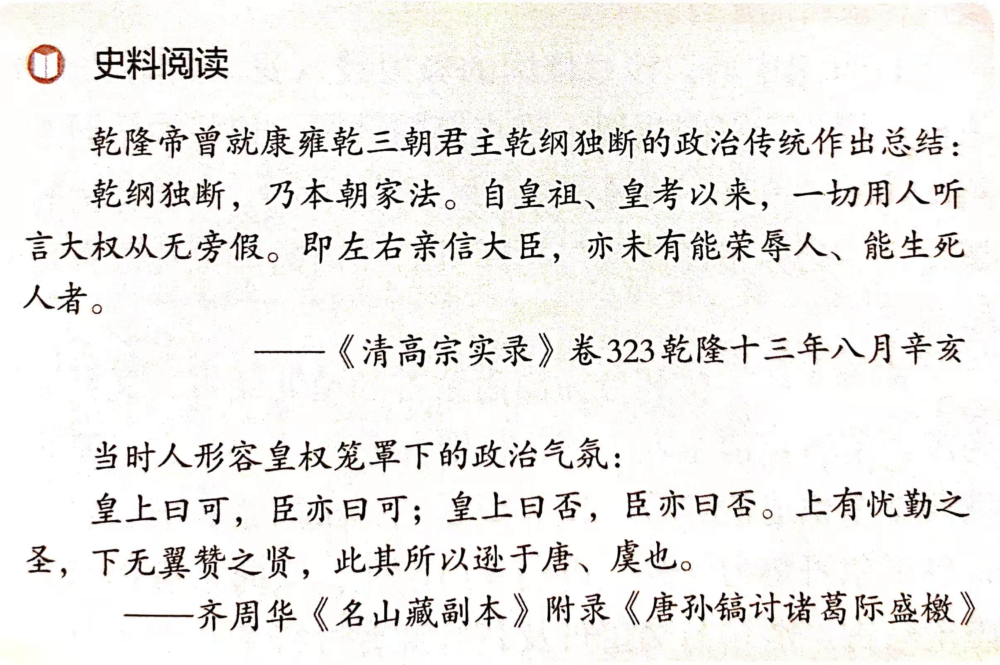 史料阅读
乾隆帝曾就康雍乾三朝君主乾纲独断的政治传统作出总结：
乾纲独断，乃本朝家法。自皇祖、皇考以来，一切用人听
言大权从无旁假。即左右亲信大臣，亦未有能荣辱人、能生死
人者。
——《清高宗实录》卷323乾隆十三年八月辛亥
当时人形容皇权笼罩下的政治气氛：
皇上曰可，臣亦曰可；皇上曰否，臣亦曰否。上有忧勤之
圣，下无翼赞之贤，此其所以逊于唐、虞也。
——齐周华《名山藏副本》附录《唐孙镐讨诸葛际盛檄》